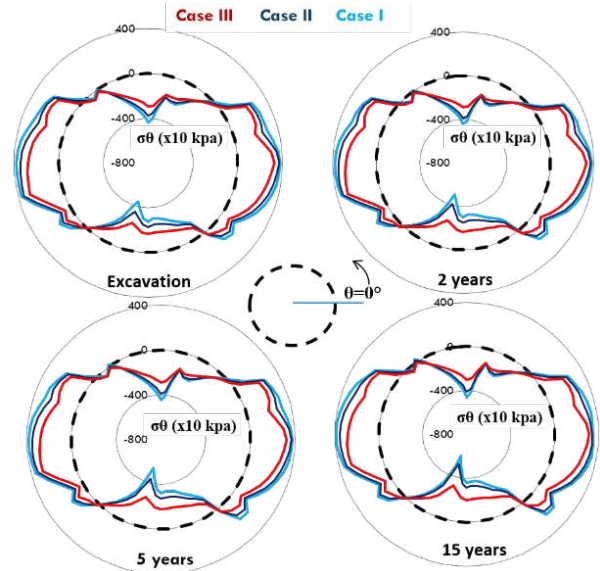 Case III Case II Case I
400
0
-400
σθ (x10 kpa)
-800
Excavation
400
0
-400
σθ (x10 kpa)
-800
2 years
θ=0°
400
0
-400
σθ (x10 kpa)
-800
5 years
400
0
-400
σθ (x10 kpa)
-800
15 years